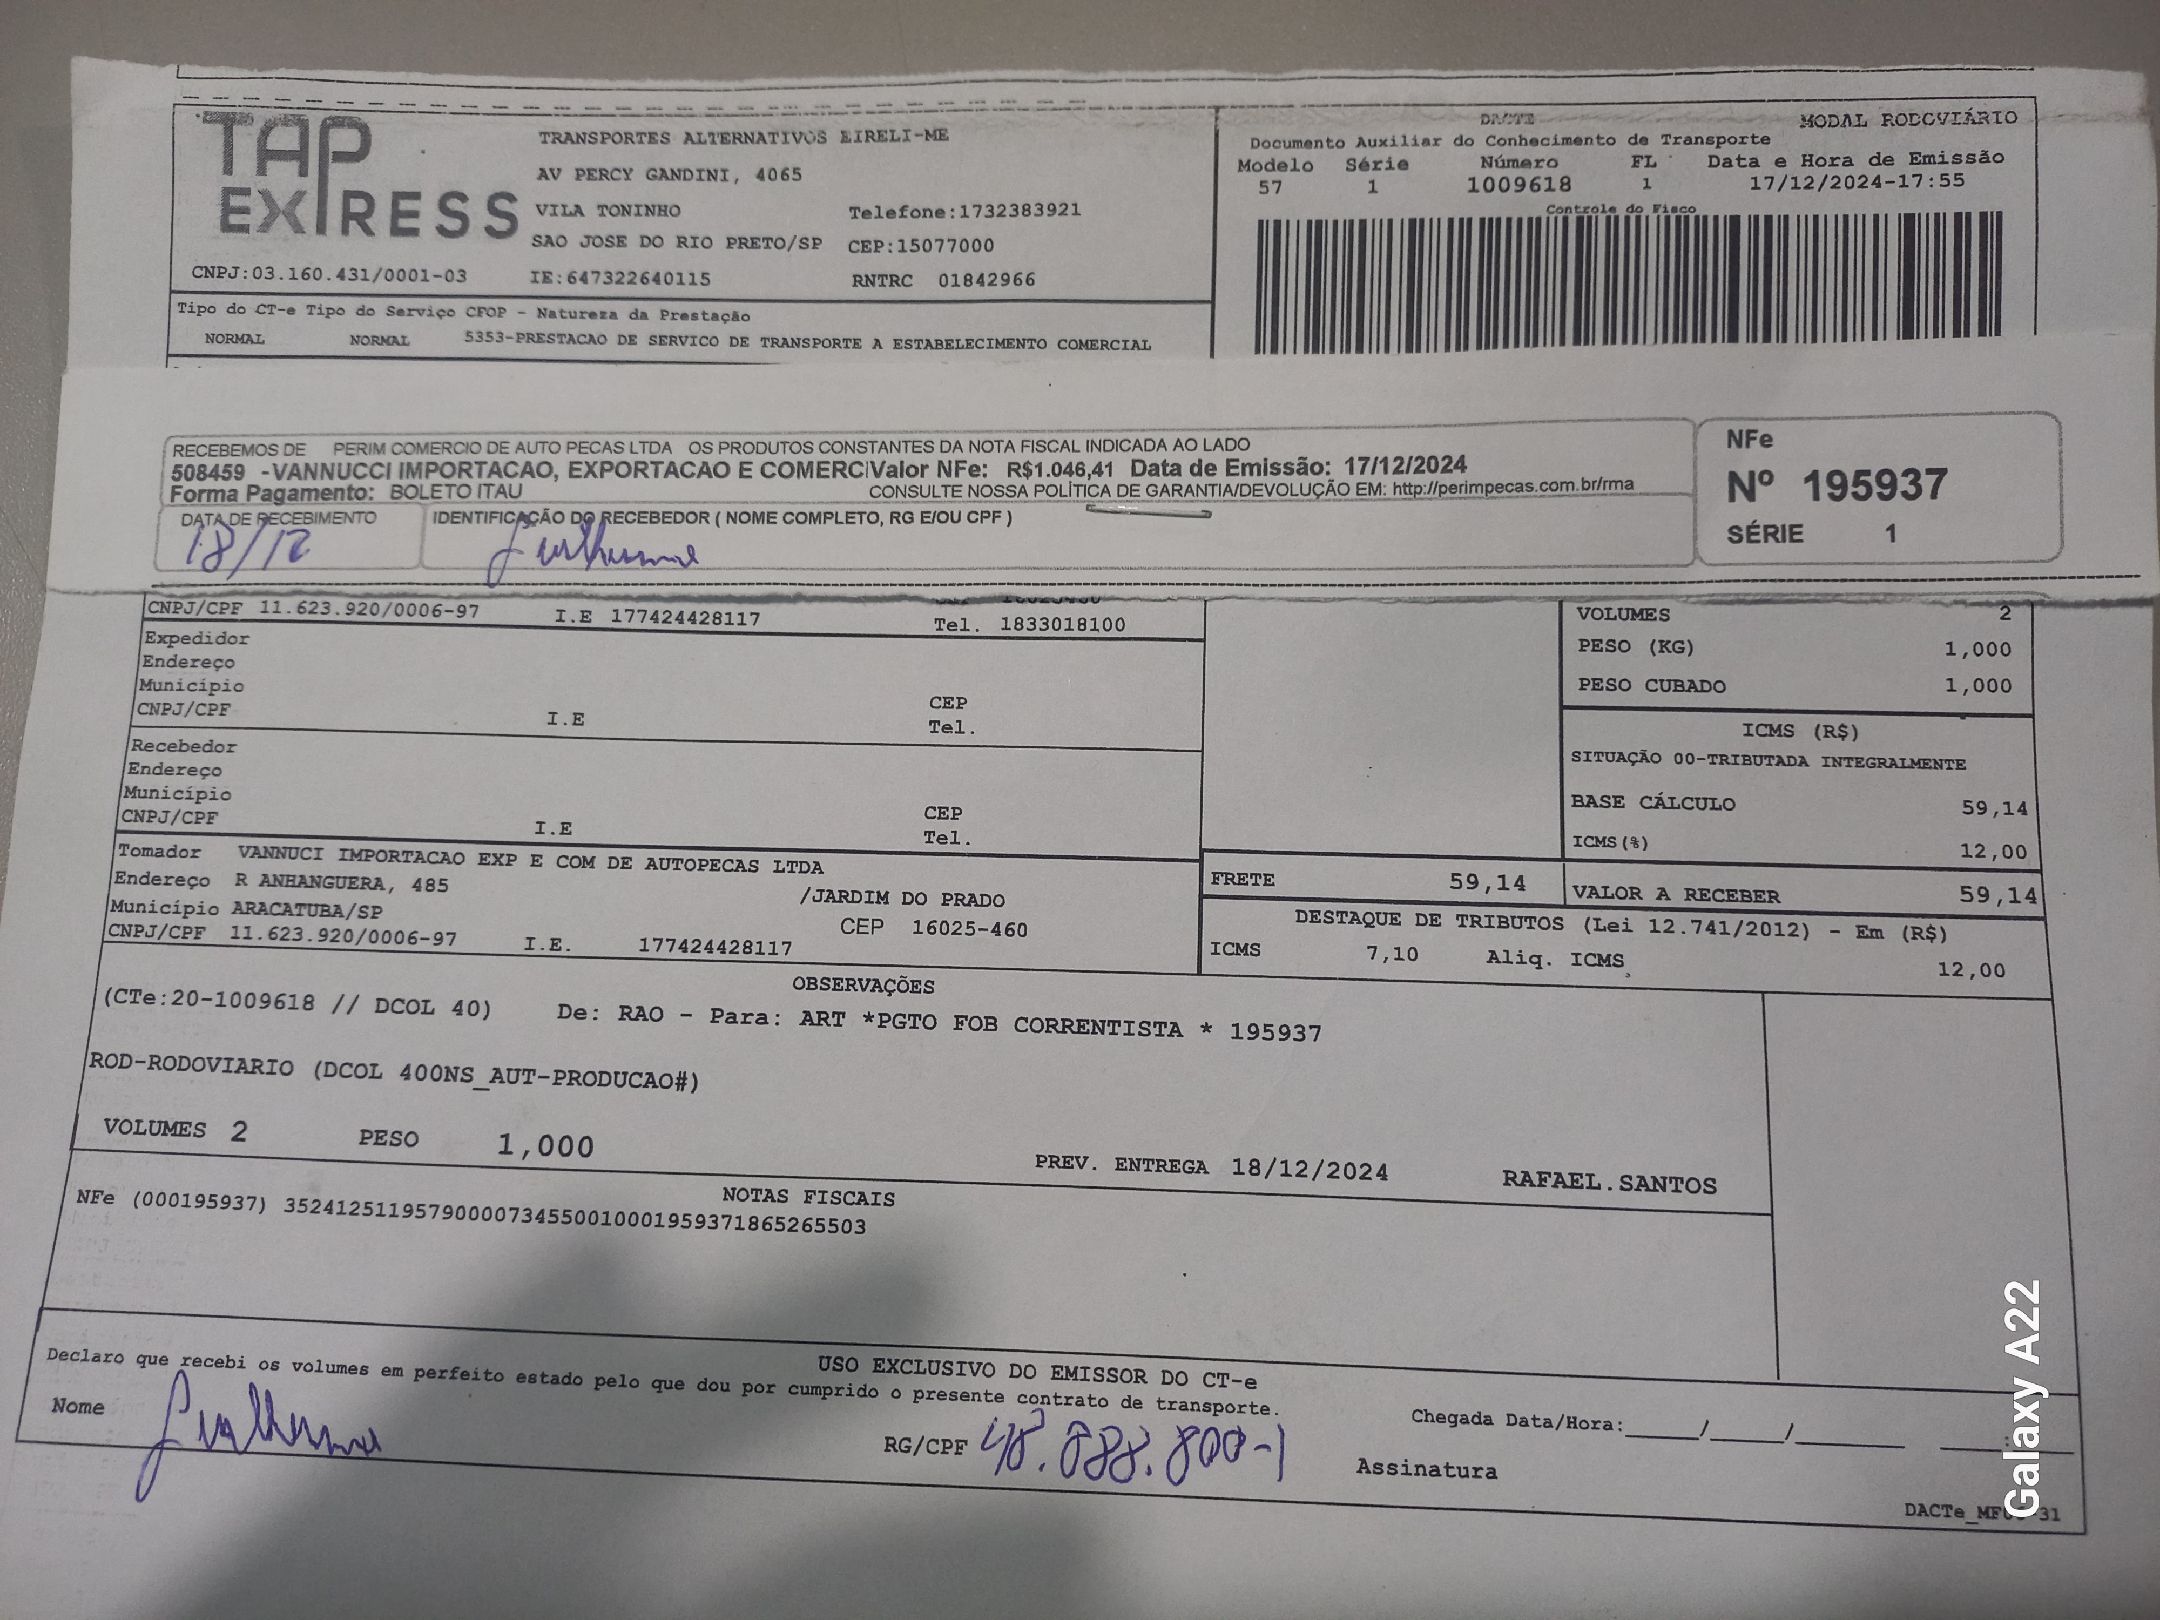 TAP EXPRESS
TRANSPORTES ALTERNATIVOS EIRELI-ME
AV PERCY GANDINI, 4065
VILA TONINHO Telefone:1732383921
SAO JOSE DO RIO PRETO/SP CEP:15077000
CNPJ:03.160.431/0001-03 IE:647322640115 RNTRC 01842966
Tipo do CT-e Tipo do Serviço CFOP - Natureza da Prestação
NORMAL NORMAL 5353-PRESTACAO DE SERVICO DE TRANSPORTE A ESTABELECIMENTO COMERCIAL
DACTE MODAL RODOVIÁRIO
Documento Auxiliar do Conhecimento de Transporte
Modelo Série Número FL Data e Hora de Emissão
57 1 1009618 1 17/12/2024-17:55
Controle do Fisco
RECEBEMOS DE PERIM COMERCIO DE AUTO PECAS LTDA OS PRODUTOS CONSTANTES DA NOTA FISCAL INDICADA AO LADO
508459 -VANNUCCI IMPORTACAO, EXPORTACAO E COMERCIValor NFe: R$1.046,41 Data de Emissão: 17/12/2024
Forma Pagamento: BOLETO ITAU CONSULTE NOSSA POLÍTICA DE GARANTIA/DEVOLUÇÃO EM: http://perimpecas.com.br/rma
DATA DE RECEBIMENTO IDENTIFICAÇÃO DO RECEBEDOR ( NOME COMPLETO, RG E/OU CPF )
18/12 Guilherme
NFe
Nº 195937
SÉRIE 1
CNPJ/CPF 11.623.920/0006-97 I.E 177424428117 Tel. 1833018100
Expedidor
Endereço
Município CEP
CNPJ/CPF I.E Tel.
Recebedor
Endereço
Município CEP
CNPJ/CPF I.E Tel.
Tomador VANNUCI IMPORTACAO EXP E COM DE AUTOPECAS LTDA
Endereço R ANHANGUERA, 485 /JARDIM DO PRADO
Município ARACATUBA/SP CEP 16025-460
CNPJ/CPF 11.623.920/0006-97 I.E. 177424428117
VOLUMES 2
PESO (KG) 1,000
PESO CUBADO 1,000
ICMS (R$)
SITUAÇÃO 00-TRIBUTADA INTEGRALMENTE
BASE CÁLCULO 59,14
ICMS(%) 12,00
FRETE 59,14 VALOR A RECEBER 59,14
DESTAQUE DE TRIBUTOS (Lei 12.741/2012) - Em (R$)
ICMS 7,10 Aliq. ICMS 12,00
OBSERVAÇÕES
(CTe:20-1009618 // DCOL 40) De: RAO - Para: ART *PGTO FOB CORRENTISTA * 195937
ROD-RODOVIARIO (DCOL 400NS_AUT-PRODUCAO#)
VOLUMES 2 PESO 1,000 PREV. ENTREGA 18/12/2024 RAFAEL.SANTOS
NOTAS FISCAIS
NFe (000195937) 35241251195790000734550010001959371865265503
USO EXCLUSIVO DO EMISSOR DO CT-e
Declaro que recebi os volumes em perfeito estado pelo que dou por cumprido o presente contrato de transporte.
Nome Guilherme RG/CPF 48.888.800-1 Chegada Data/Hora:____/____/______ ____:____
Assinatura
Galaxy A22